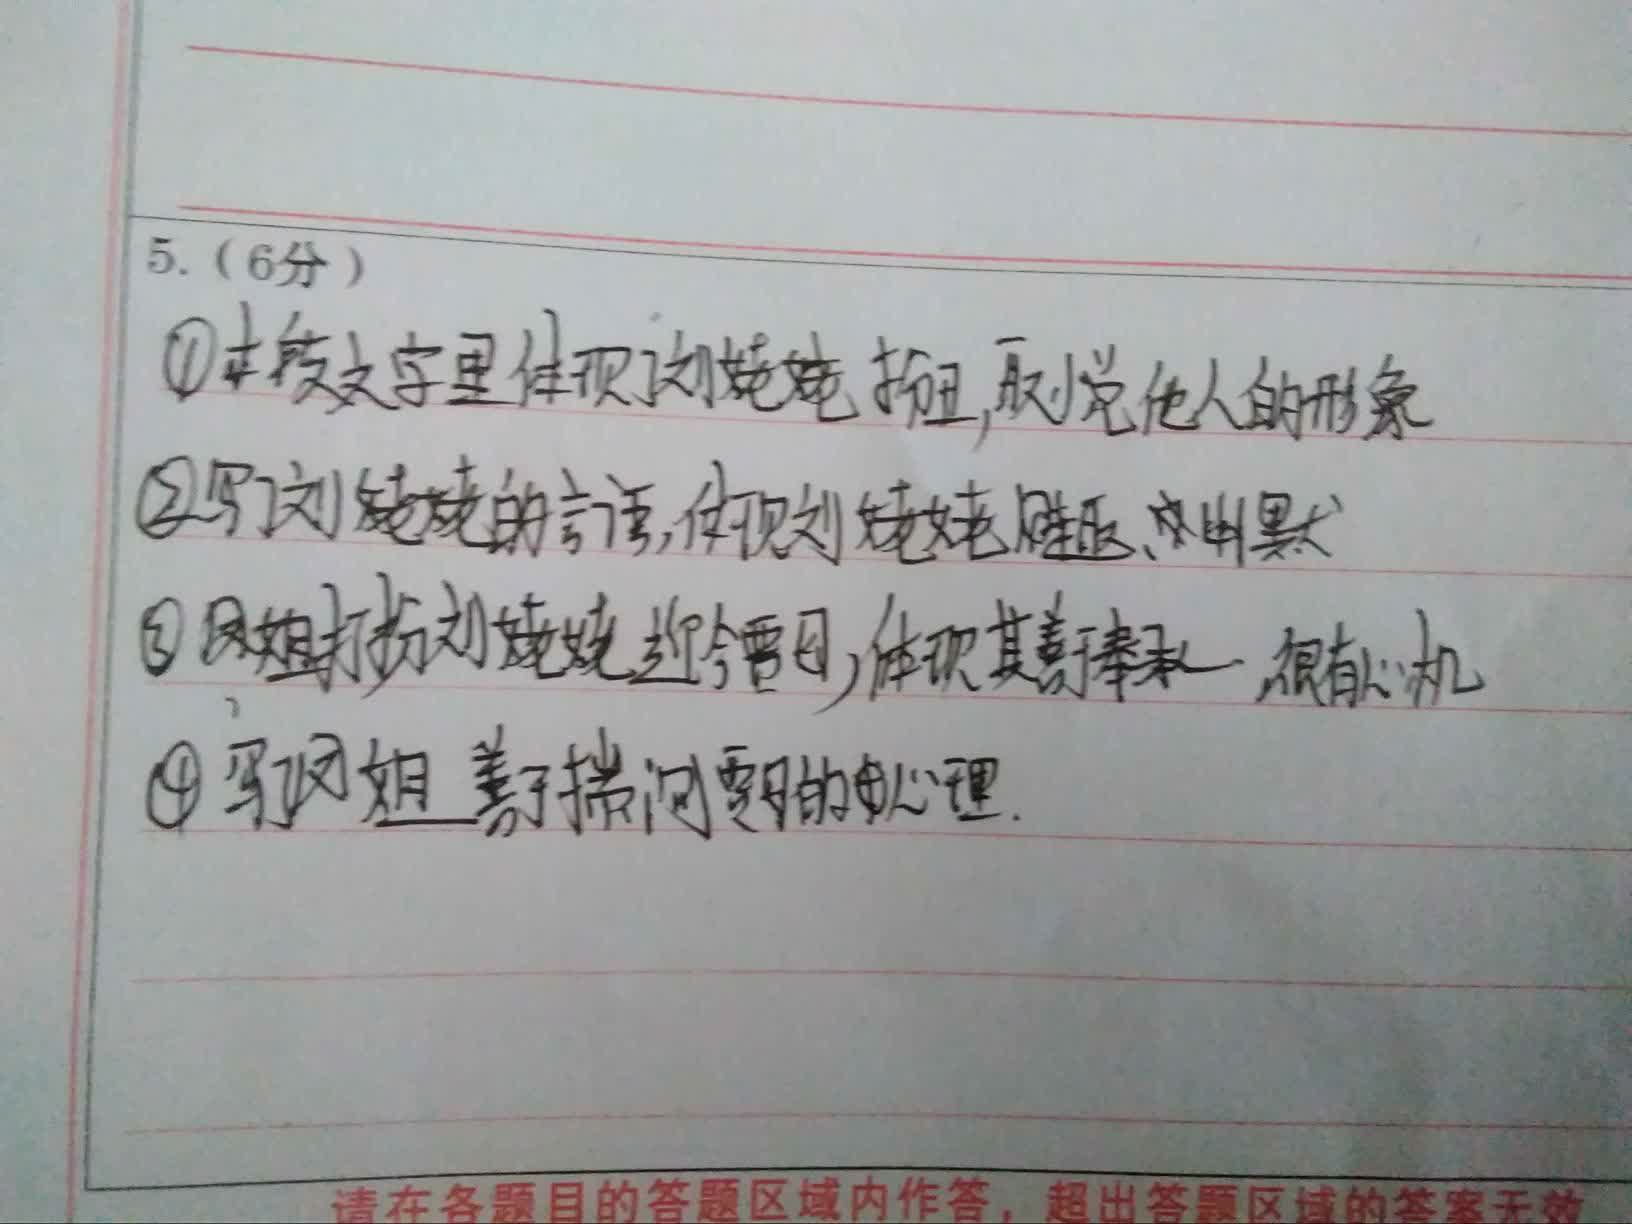 5.（6分）
①本段文字里体现了刘姥姥扮丑,取悦他人的形象
②写了刘姥姥的言语,体现刘姥姥 、幽默
③凤姐打扮刘姥姥迎合贾母,体现其善于奉承 ,很有心机
④写了凤姐 善于揣 贾母的心理.
请在各题目的答题区域内作答，超出答题区域的答案无效